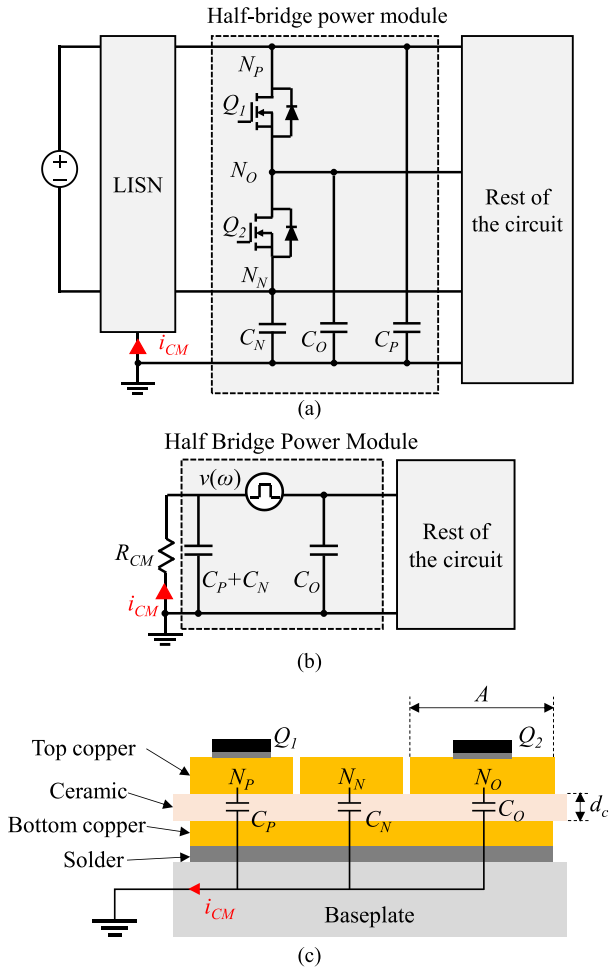 Half-bridge power module
N_P
Q_1
LISN
N_O
Rest of
the circuit
Q_2
N_N
i_CM
C_N
C_O
C_P
(a)
Half Bridge Power Module
v(ω)
R_CM
Rest of
the circuit
C_P+C_N
C_O
i_CM
(b)
A
Q_1
Q_2
Top copper
N_P
N_N
N_O
Ceramic
d_c
C_P
C_N
C_O
Bottom copper
Solder
i_CM
Baseplate
(c)